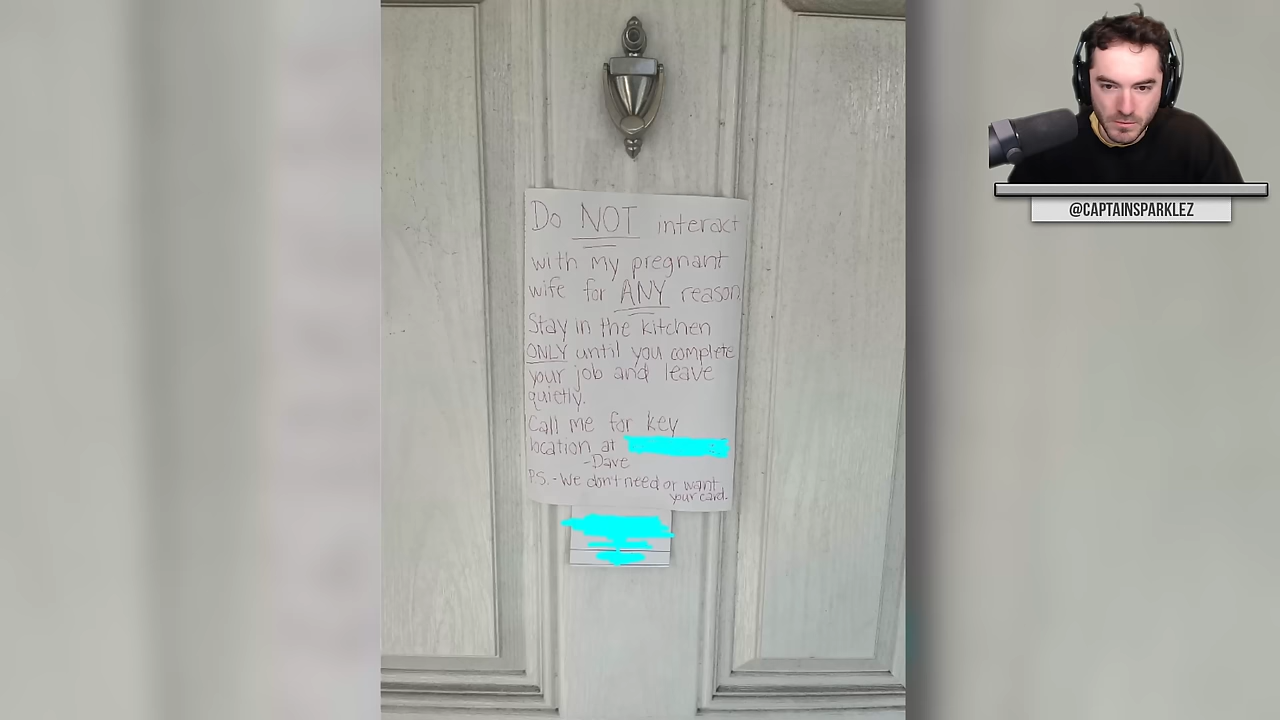 Do NOT interact
with my pregnant
wife for ANY reason
Stay in the kitchen
ONLY until you complete
your job and leave
quietly.
Call me for key
location at
-Dave
P.S.-We don't need or want
your card.
@CAPTAINSPARKLEZ